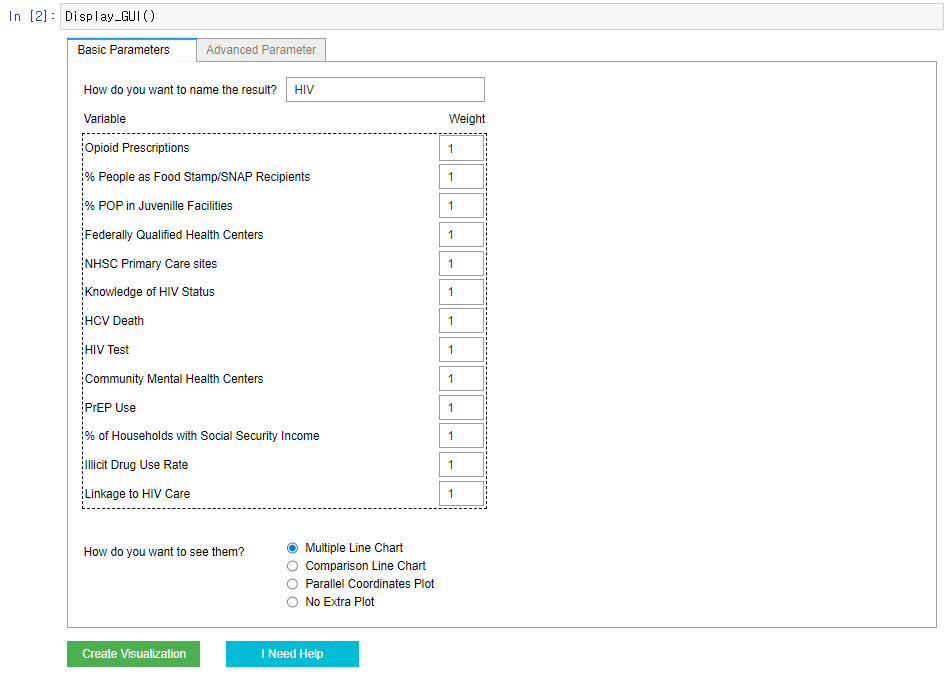 In [2]: Display_GUI()
Basic Parameters Advanced Parameter
How do you want to name the result? HIV
Variable Weight
Opioid Prescriptions 1
% People as Food Stamp/SNAP Recipients 1
% POP in Juvenille Facilities 1
Federally Qualified Health Centers 1
NHSC Primary Care sites 1
Knowledge of HIV Status 1
HCV Death 1
HIV Test 1
Community Mental Health Centers 1
PrEP Use 1
% of Households with Social Security Income 1
Illicit Drug Use Rate 1
Linkage to HIV Care 1
How do you want to see them? Multiple Line Chart
Comparison Line Chart
Parallel Coordinates Plot
No Extra Plot
Create Visualization I Need Help